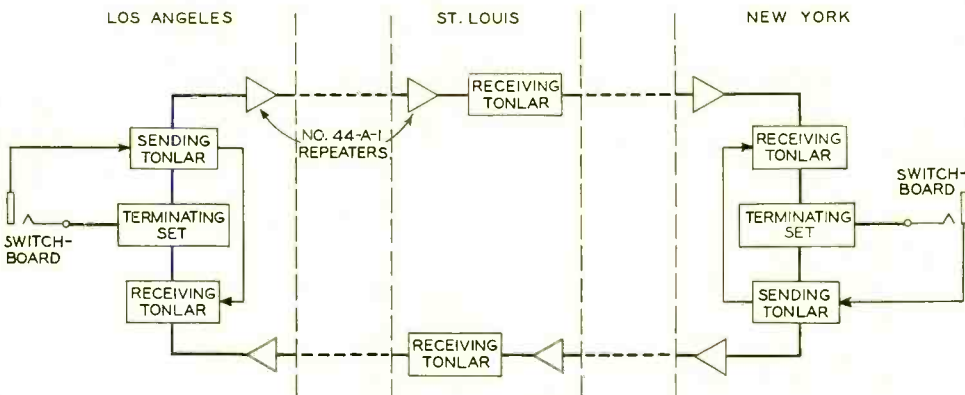 LOS ANGELES
ST. LOUIS
NEW YORK
RECEIVING
TONLAR
NO. 44-A-1
REPEATERS
SENDING
TONLAR
RECEIVING
TONLAR
SWITCH-
BOARD
TERMINATING
SET
TERMINATING
SET
SWITCH-
BOARD
RECEIVING
TONLAR
SENDING
TONLAR
RECEIVING
TONLAR